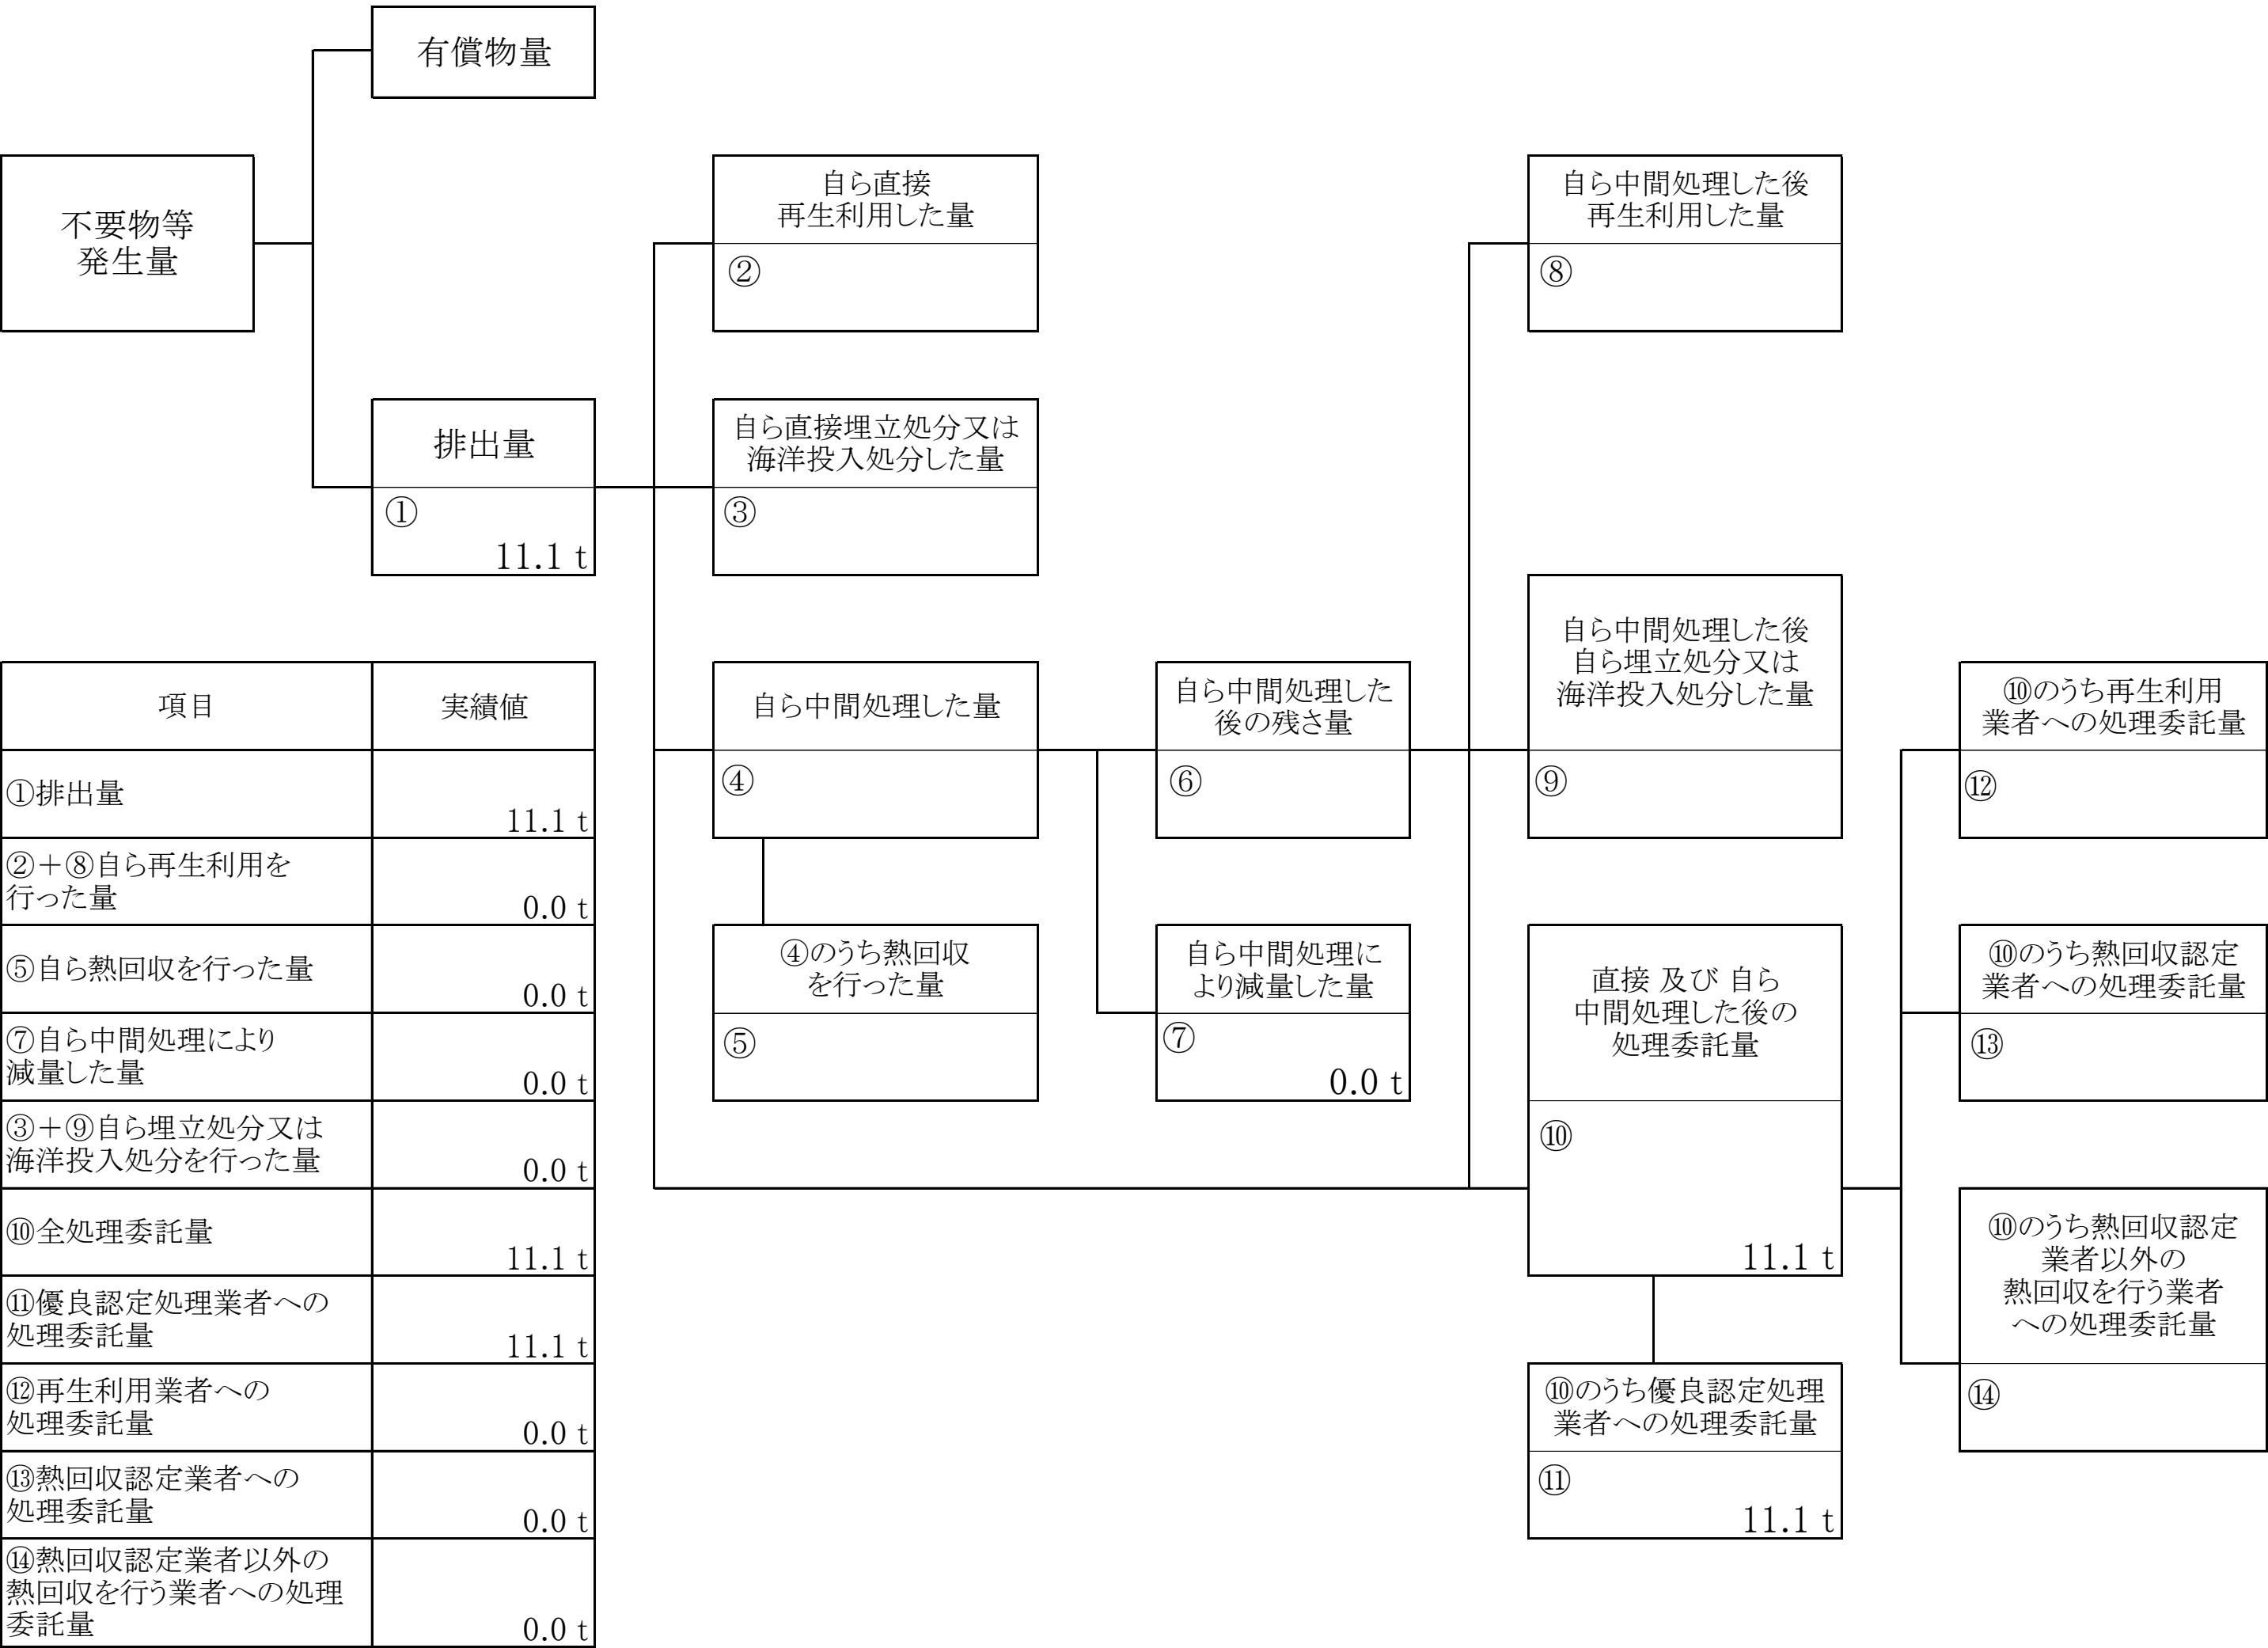 有償物量
不要物等
発生量
自ら直接
再生利用した量
②
自ら中間処理した後
再生利用した量
⑧
排出量
①
11.1 t
自ら直接埋立処分又は
海洋投入処分した量
③
自ら中間処理した後
自ら埋立処分又は
海洋投入処分した量
⑨
自ら中間処理した量
④
自ら中間処理した
後の残さ量
⑥
⑩のうち再生利用
業者への処理委託量
⑫
④のうち熱回収
を行った量
⑤
自ら中間処理に
より減量した量
⑦
0.0 t
直接 及び 自ら
中間処理した後の
処理委託量
⑩
11.1 t
⑩のうち熱回収認定
業者への処理委託量
⑬
⑩のうち熱回収認定
業者以外の
熱回収を行う業者
への処理委託量
⑭
⑩のうち優良認定処理
業者への処理委託量
⑪
11.1 t
項目
実績値
①排出量
11.1 t
②＋⑧自ら再生利用を
行った量
0.0 t
⑤自ら熱回収を行った量
0.0 t
⑦自ら中間処理により
減量した量
0.0 t
③＋⑨自ら埋立処分又は
海洋投入処分を行った量
0.0 t
⑩全処理委託量
11.1 t
⑪優良認定処理業者への
処理委託量
11.1 t
⑫再生利用業者への
処理委託量
0.0 t
⑬熱回収認定業者への
処理委託量
0.0 t
⑭熱回収認定業者以外の
熱回収を行う業者への処理
委託量
0.0 t